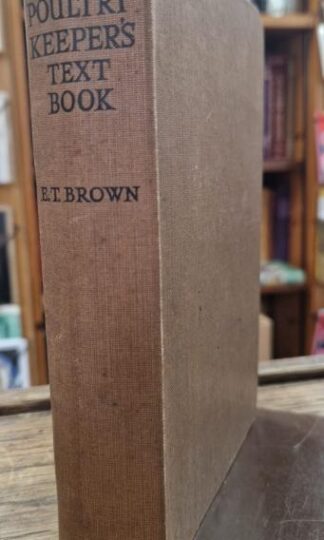 POULTRY
KEEPER'S
TEXT
BOOK
E.T. BROWN